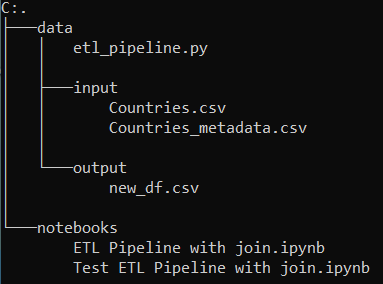 C:.
├───data
│   │   etl_pipeline.py
│   │
│   ├───input
│   │       Countries.csv
│   │       Countries_metadata.csv
│   │
│   └───output
│           new_df.csv
│
└───notebooks
        ETL Pipeline with join.ipynb
        Test ETL Pipeline with join.ipynb